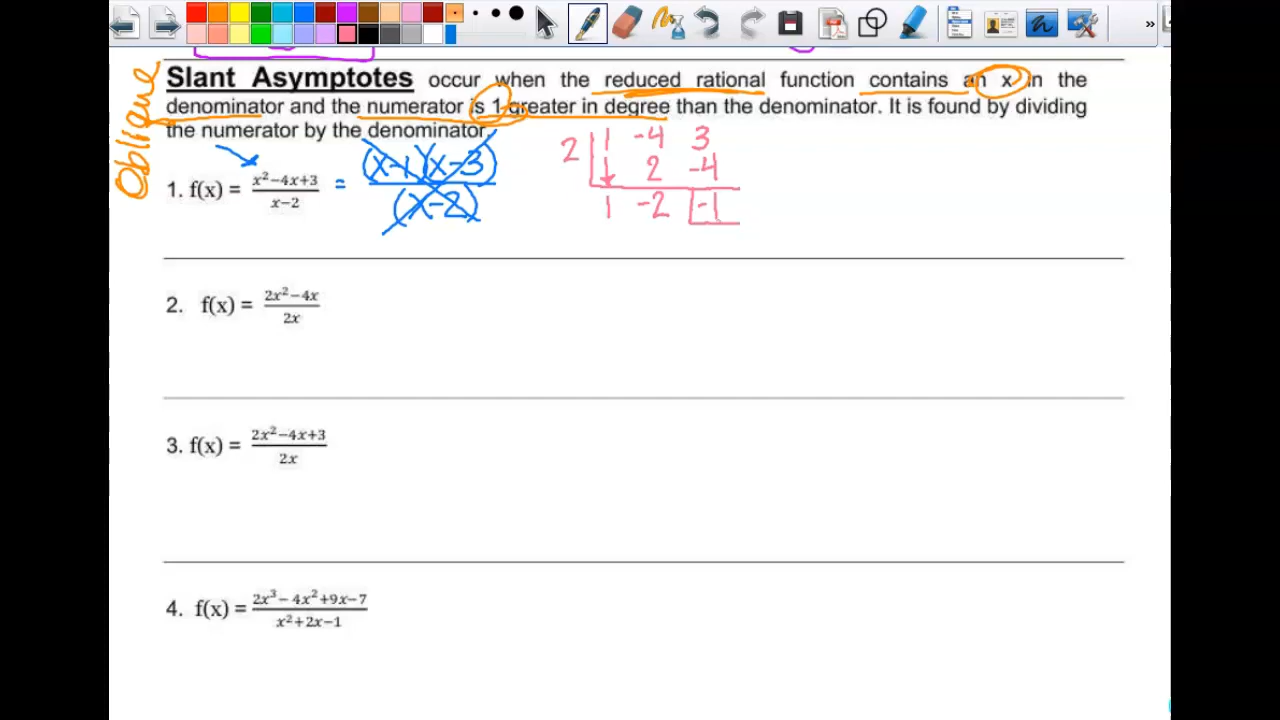 Oblique
Slant Asymptotes occur when the reduced rational function contains an x in the
denominator and the numerator is 1 greater in degree than the denominator. It is found by dividing
the numerator by the denominator.
1. f(x) = x²−4x+3 / x−2 = (x-1)(x-3) / (x-2)
2 | 1 -4 3
↓ 2 -4
1 -2 -1
2. f(x) = 2x²−4x / 2x
3. f(x) = 2x²−4x+3 / 2x
4. f(x) = 2x³−4x²+9x−7 / x²+2x−1